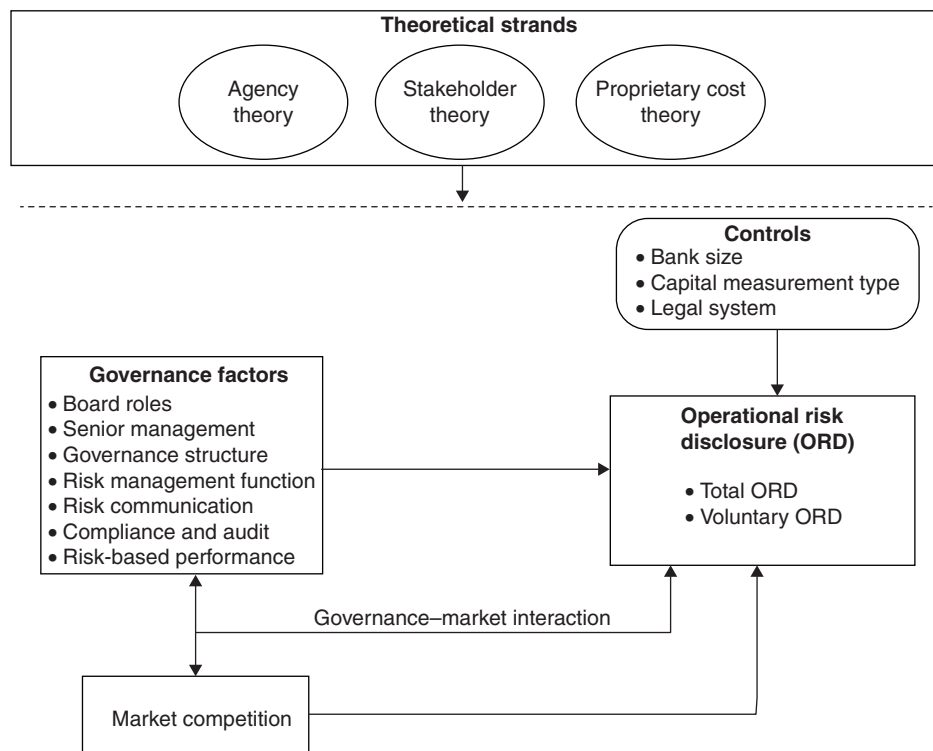 Theoretical strands
Agency
theory
Stakeholder
theory
Proprietary cost
theory
Controls
• Bank size
• Capital measurement type
• Legal system
Governance factors
• Board roles
• Senior management
• Governance structure
• Risk management function
• Risk communication
• Compliance and audit
• Risk-based performance
Operational risk
disclosure (ORD)
• Total ORD
• Voluntary ORD
Governance–market interaction
Market competition